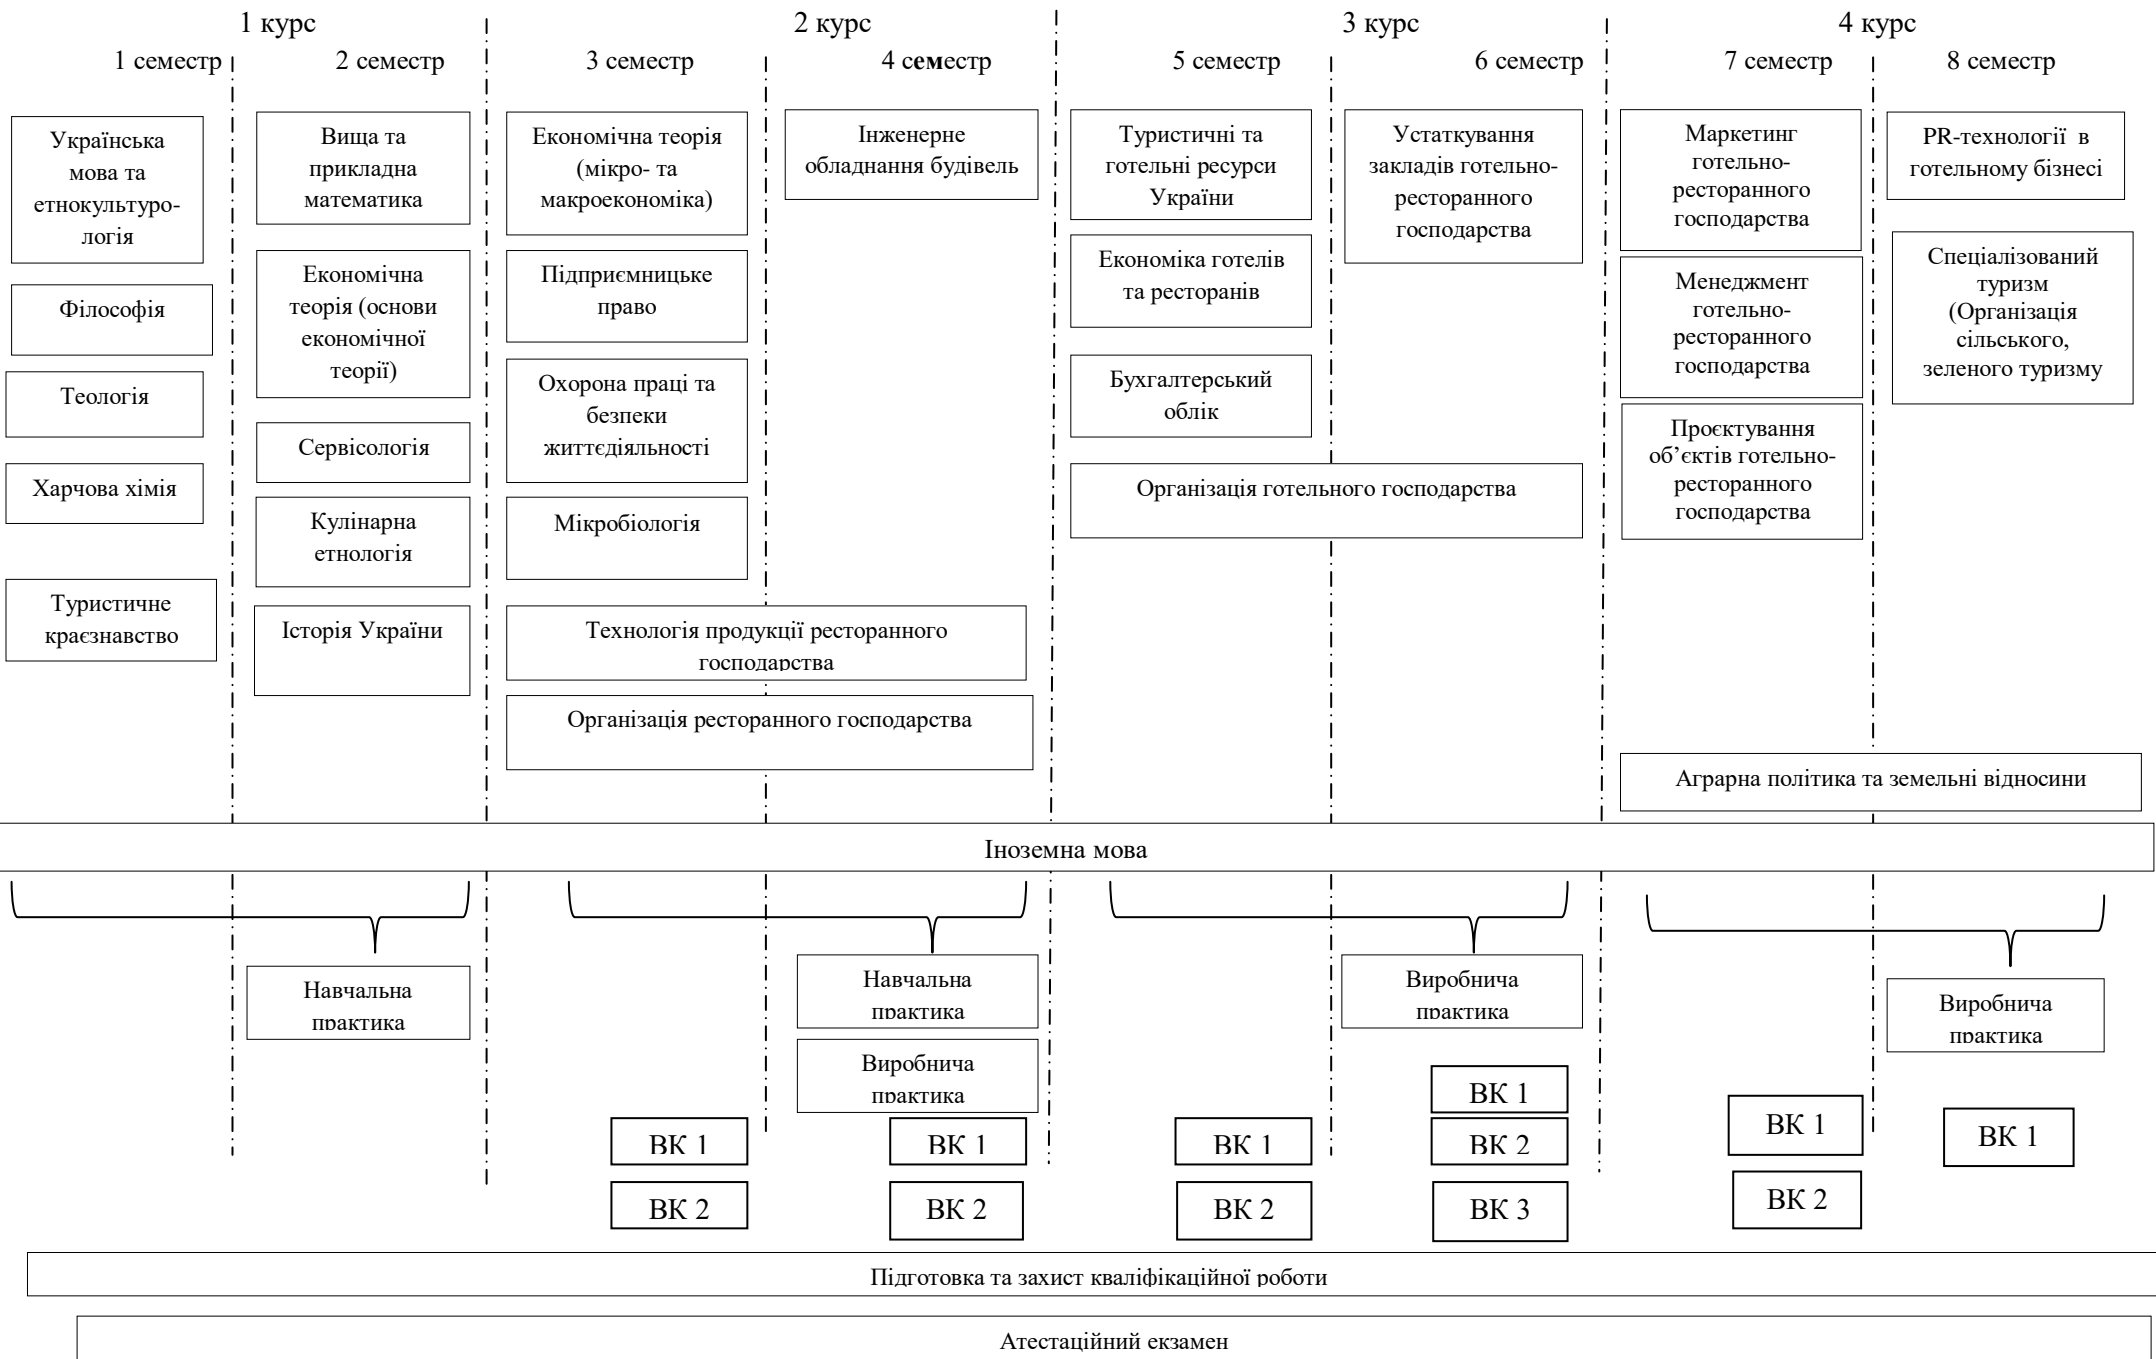 1 курс
2 курс
3 курс
4 курс
1 семестр
2 семестр
3 семестр
4 семестр
5 семестр
6 семестр
7 семестр
8 семестр
Українська
мова та
етнокультуро-
логія
Філософія
Теологія
Харчова хімія
Туристичне
краєзнавство
Вища та
прикладна
математика
Економічна
теорія (основи
економічної
теорії)
Сервісологія
Кулінарна
етнологія
Історія України
Економічна теорія
(мікро- та
макроекономіка)
Підприємницьке
право
Охорона праці та
безпеки
життєдіяльності
Мікробіологія
Інженерне
обладнання будівель
Технологія продукції ресторанного
господарства
Організація ресторанного господарства
Туристичні та
готельні ресурси
України
Економіка готелів
та ресторанів
Бухгалтерський
облік
Устаткування
закладів готельно-
ресторанного
господарства
Організація готельного господарства
Маркетинг
готельно-
ресторанного
господарства
Менеджмент
готельно-
ресторанного
господарства
Проєктування
об’єктів готельно-
ресторанного
господарства
PR-технології в
готельному бізнесі
Спеціалізований
туризм
(Організація
сільського,
зеленого туризму
Аграрна політика та земельні відносини
Іноземна мова
Навчальна
практика
Навчальна
практика
Виробнича
практика
Виробнича
практика
Виробнича
практика
ВК 1
ВК 2
ВК 1
ВК 2
ВК 1
ВК 2
ВК 1
ВК 2
ВК 3
ВК 1
ВК 2
ВК 1
Підготовка та захист кваліфікаційної роботи
Атестаційний екзамен